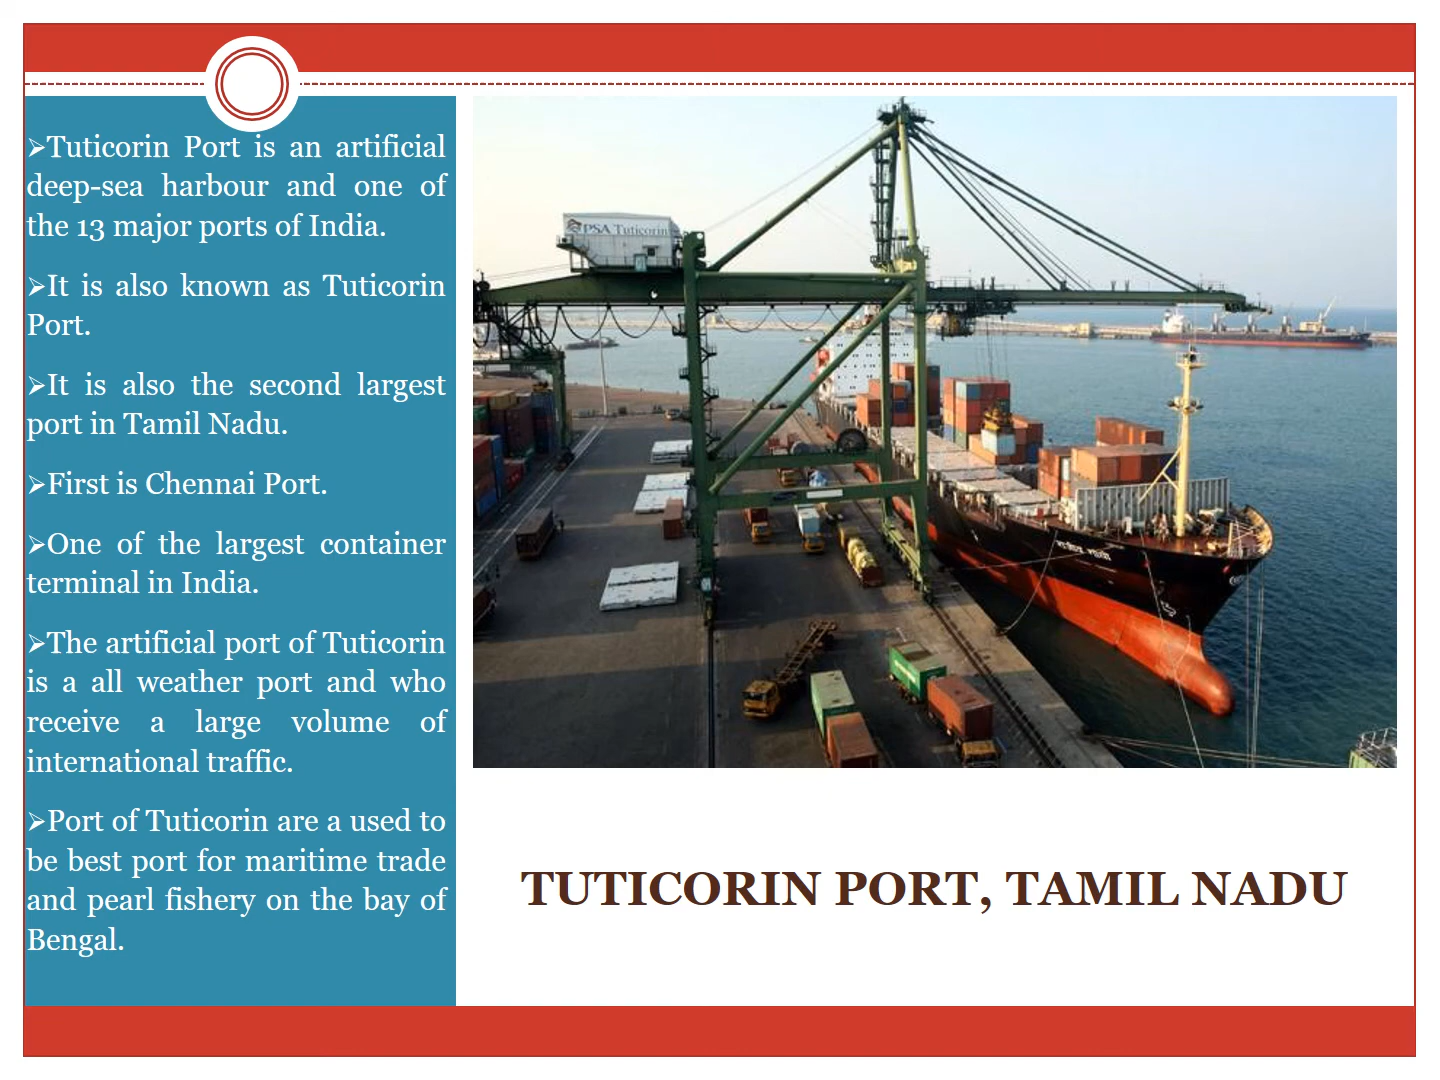 ➢Tuticorin Port is an artificial
deep-sea harbour and one of
the 13 major ports of India.
➢It is also known as Tuticorin
Port.
➢It is also the second largest
port in Tamil Nadu.
➢First is Chennai Port.
➢One of the largest container
terminal in India.
➢The artificial port of Tuticorin
is a all weather port and who
receive a large volume of
international traffic.
➢Port of Tuticorin are a used to
be best port for maritime trade
and pearl fishery on the bay of
Bengal.
PSA Tuticorin
TUTICORIN PORT, TAMIL NADU